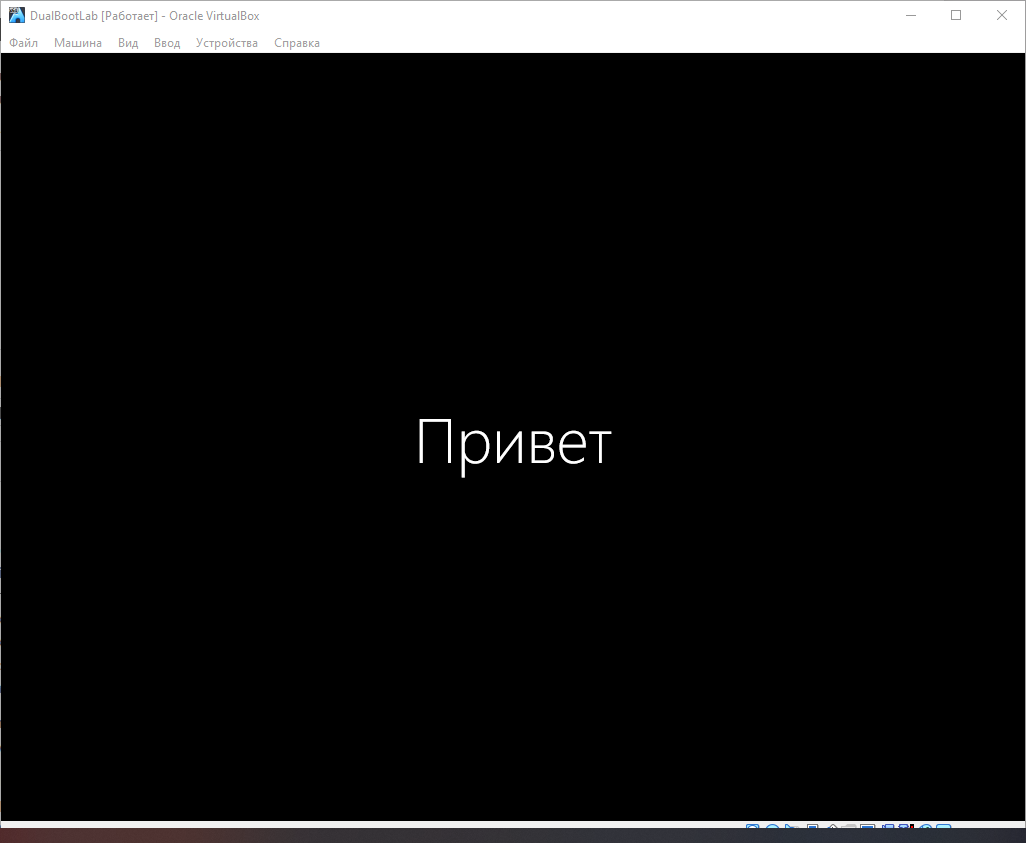 DualBootLab [Работает] - Oracle VirtualBox
Файл Машина Вид Ввод Устройства Справка
Привет